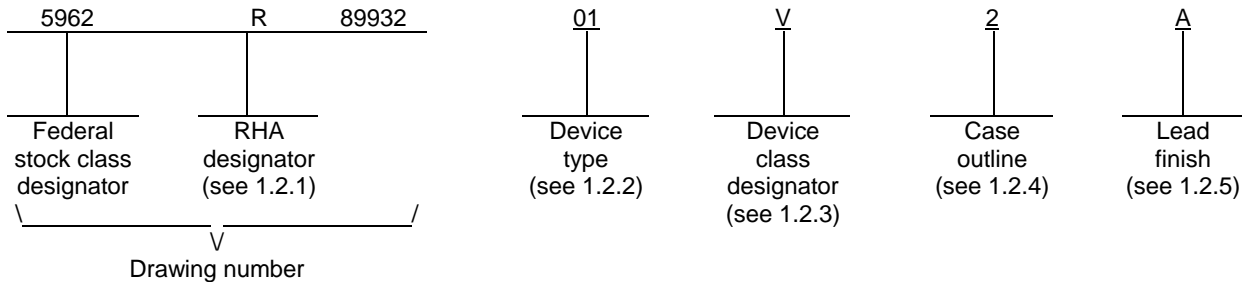 5962 R 89932 01 V 2 A
Federal stock class designator
RHA designator (see 1.2.1)
Device type (see 1.2.2)
Device class designator (see 1.2.3)
Case outline (see 1.2.4)
Lead finish (see 1.2.5)
\ /
\/
Drawing number